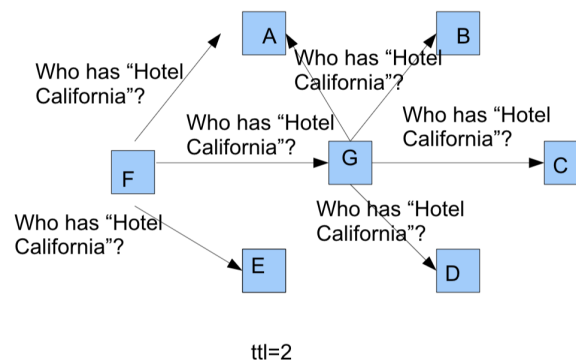 A
B
Who has “Hotel
California”?
Who has “Hotel
California”?
Who has “Hotel
California”?
Who has “Hotel
California”?
G
C
F
Who has “Hotel
California”?
Who has “Hotel
California”?
E
D
ttl=2